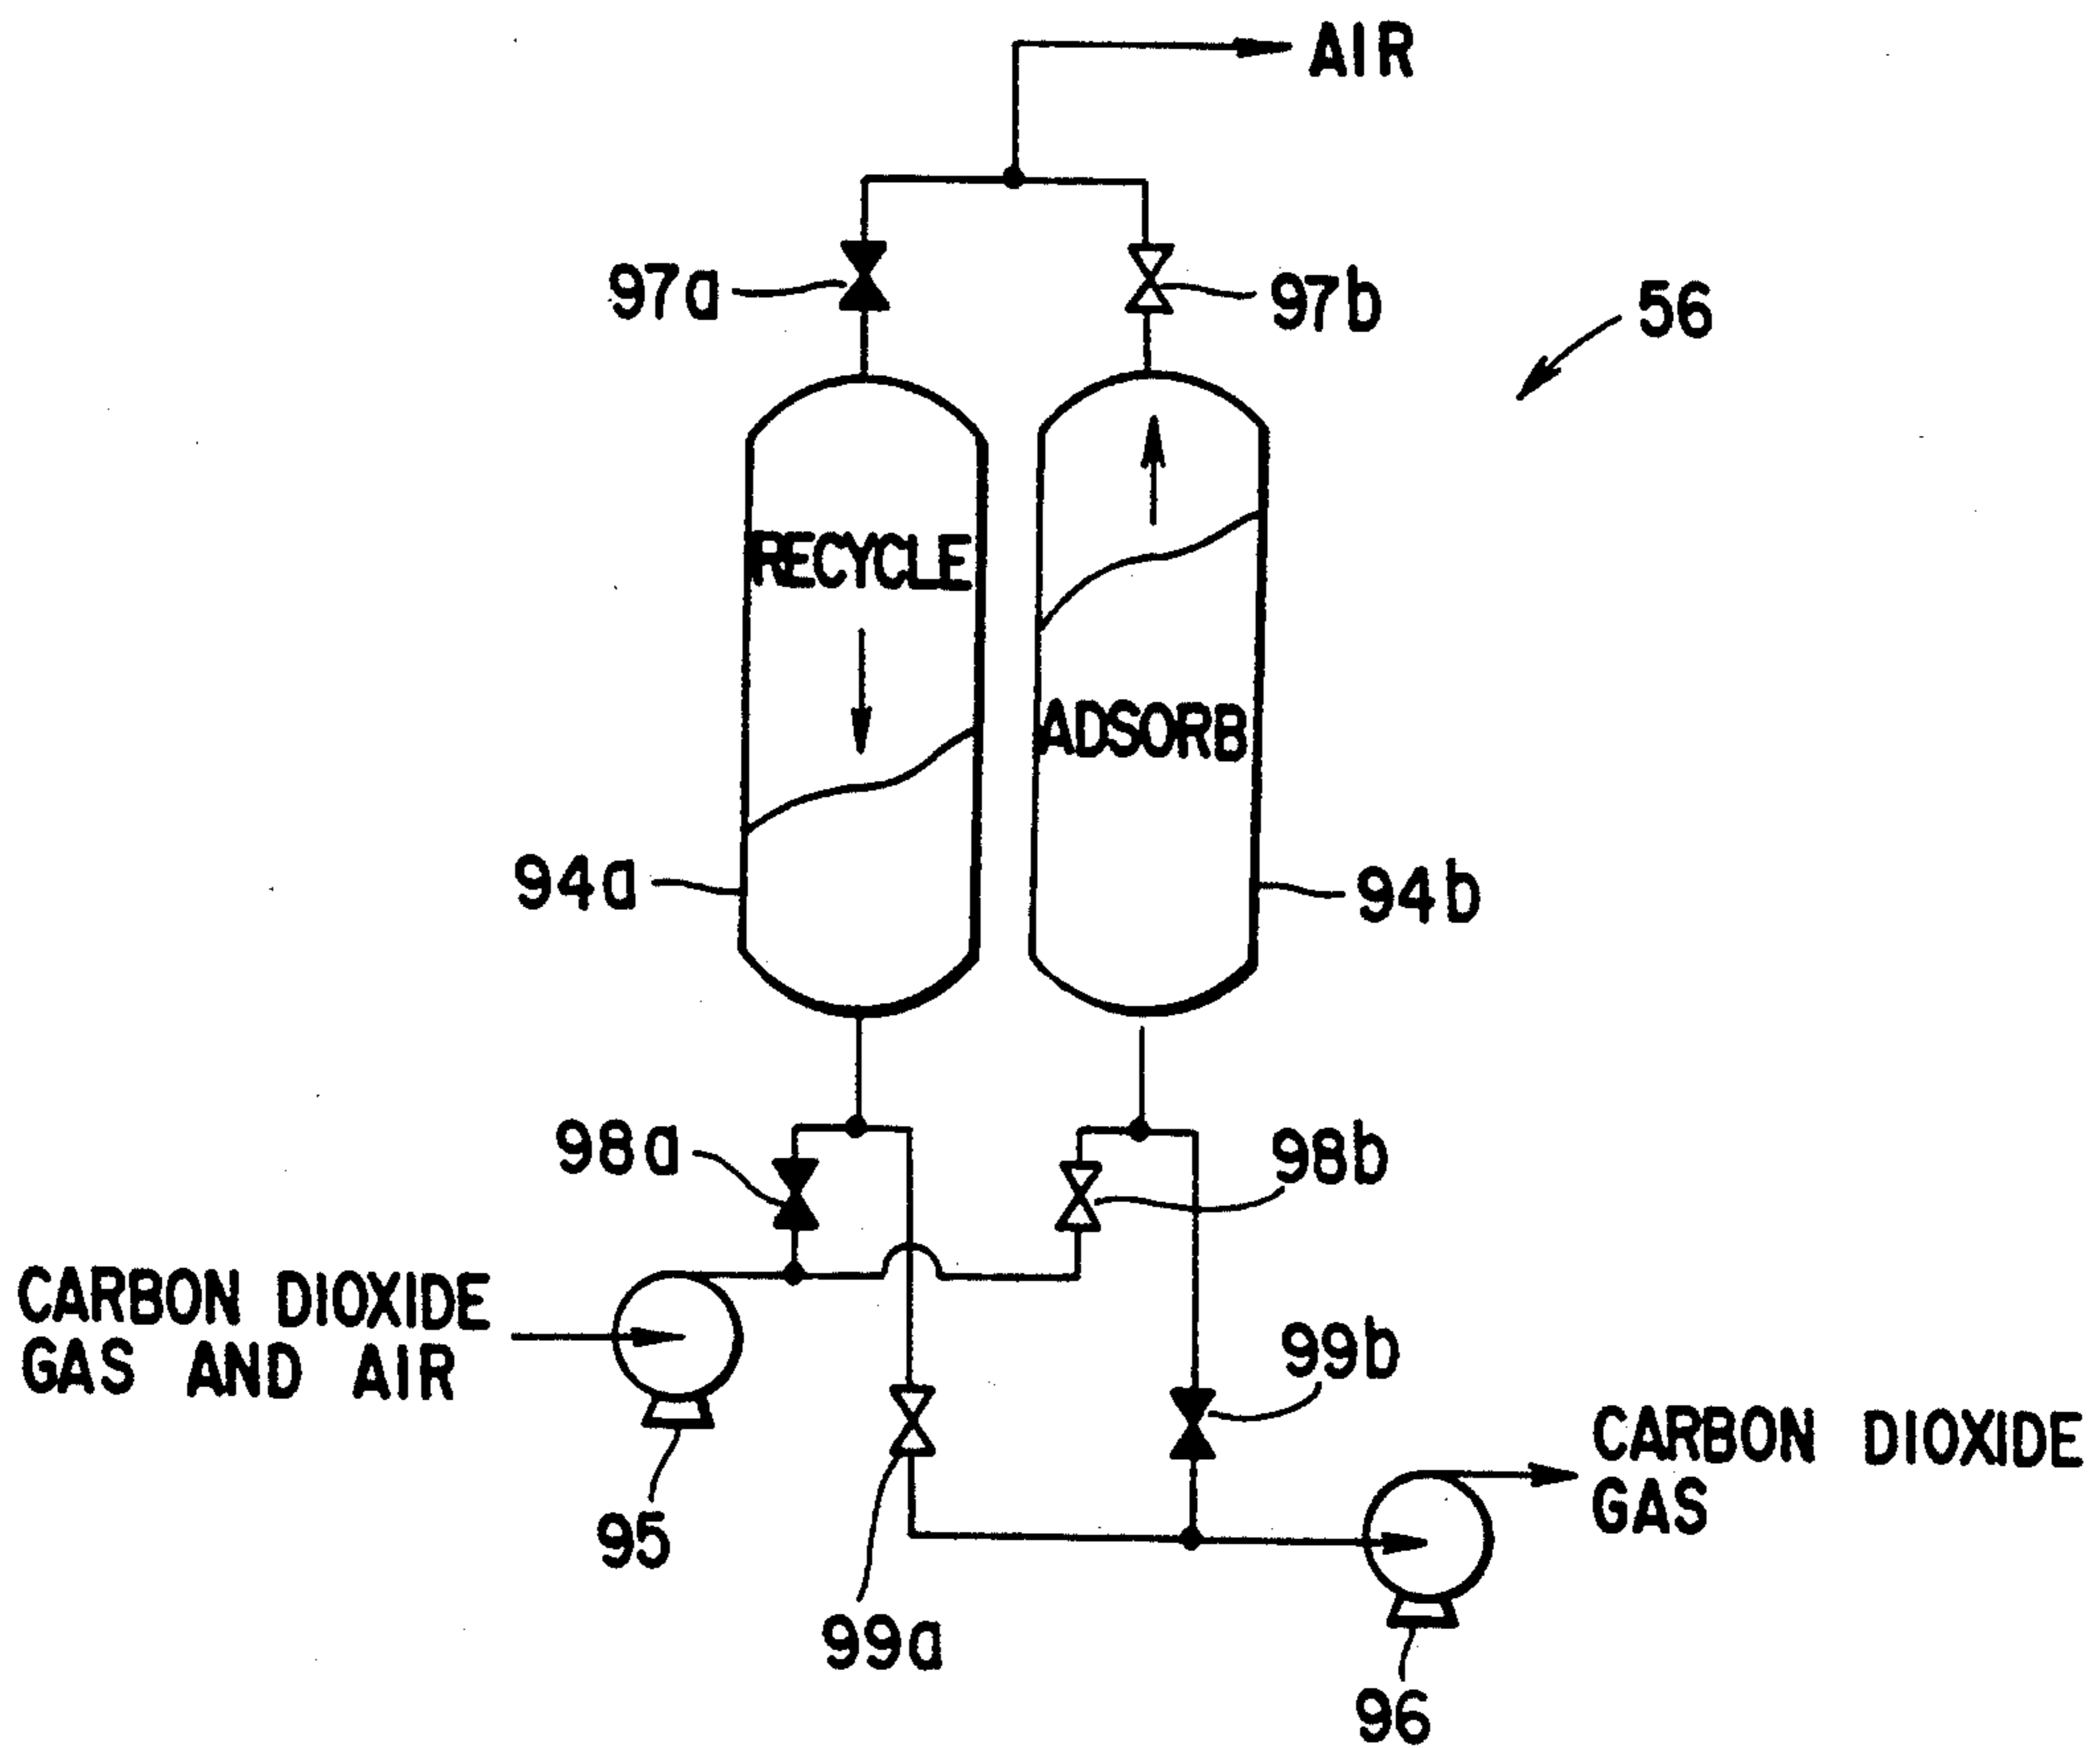 AIR
97a
97b
56
RECYCLE
ADSORB
94a
94b
98a
98b
CARBON DIOXIDE
GAS AND AIR
99b
95
CARBON DIOXIDE
GAS
99a
96